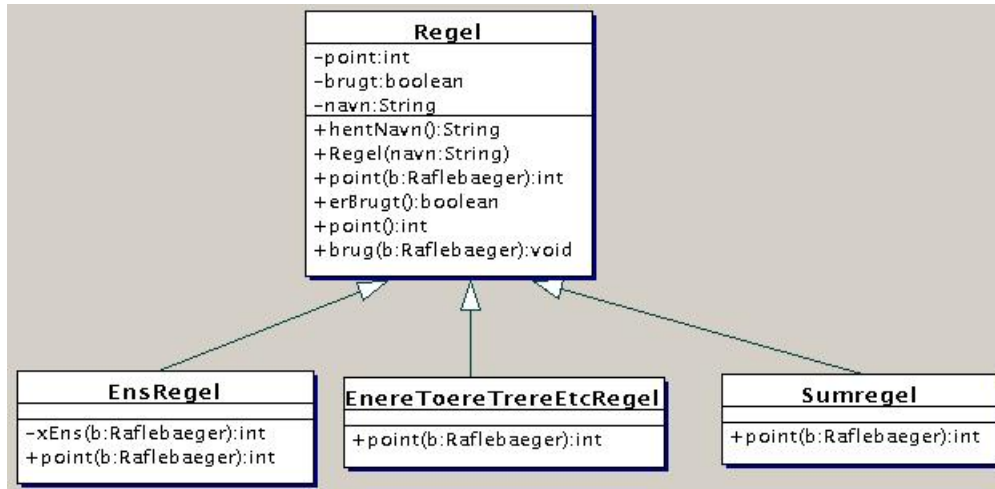 Regel
-point:int
-brugt:boolean
-navn:String
+hentNavn():String
+Regel(navn:String)
+point(b:Raflebaeger):int
+erBrugt():boolean
+point():int
+brug(b:Raflebaeger):void
EnsRegel
-xEns(b:Raflebaeger):int
+point(b:Raflebaeger):int
EnereToereTrereEtcRegel
+point(b:Raflebaeger):int
Sumregel
+point(b:Raflebaeger):int